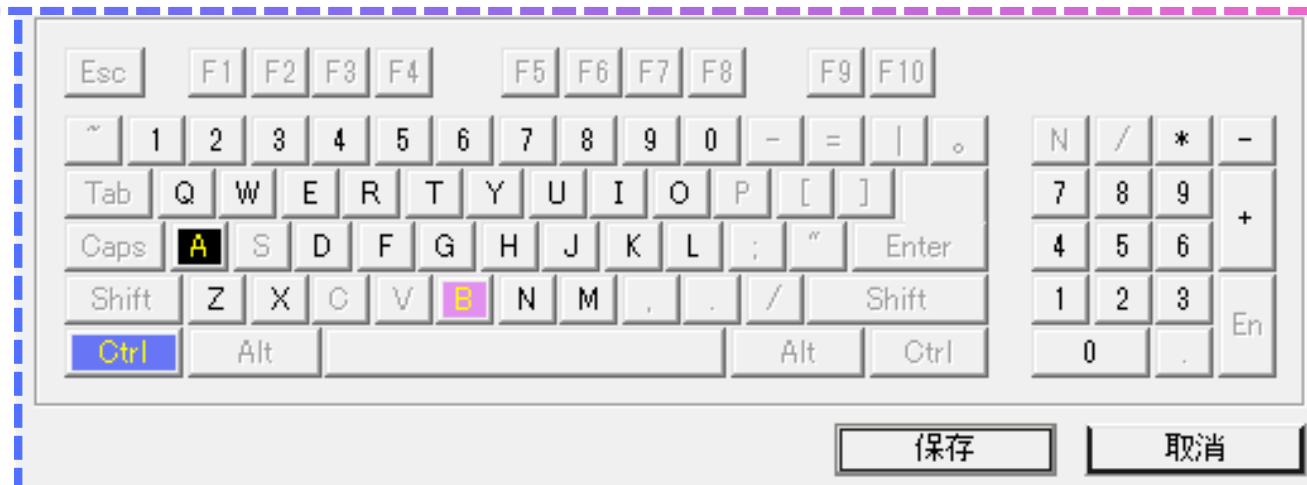 Esc F1 F2 F3 F4 F5 F6 F7 F8 F9 F10
~ 1 2 3 4 5 6 7 8 9 0 - = | 。 N / * -
Tab Q W E R T Y U I O P [ ] 7 8 9 +
Caps A S D F G H J K L ; " Enter 4 5 6
Shift Z X C V B N M , . / Shift 1 2 3 En
Ctrl Alt Alt Ctrl 0 .
保存 取消